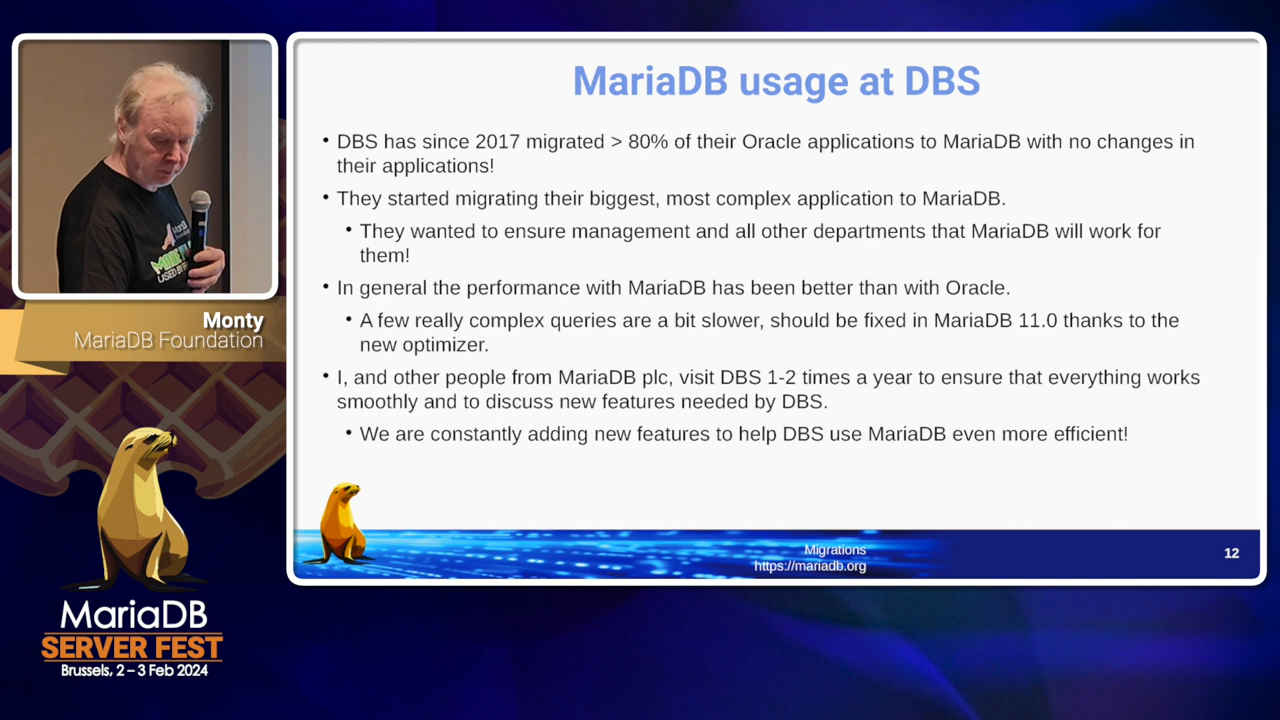 MariaDB usage at DBS
• DBS has since 2017 migrated > 80% of their Oracle applications to MariaDB with no changes in
their applications!
• They started migrating their biggest, most complex application to MariaDB.
• They wanted to ensure management and all other departments that MariaDB will work for
them!
• In general the performance with MariaDB has been better than with Oracle.
• A few really complex queries are a bit slower, should be fixed in MariaDB 11.0 thanks to the
new optimizer.
• I, and other people from MariaDB plc, visit DBS 1-2 times a year to ensure that everything works
smoothly and to discuss new features needed by DBS.
• We are constantly adding new features to help DBS use MariaDB even more efficient!
Migrations
https://mariadb.org
12
Monty
MariaDB Foundation
MariaDB
SERVER FEST
Brussels, 2 – 3 Feb 2024